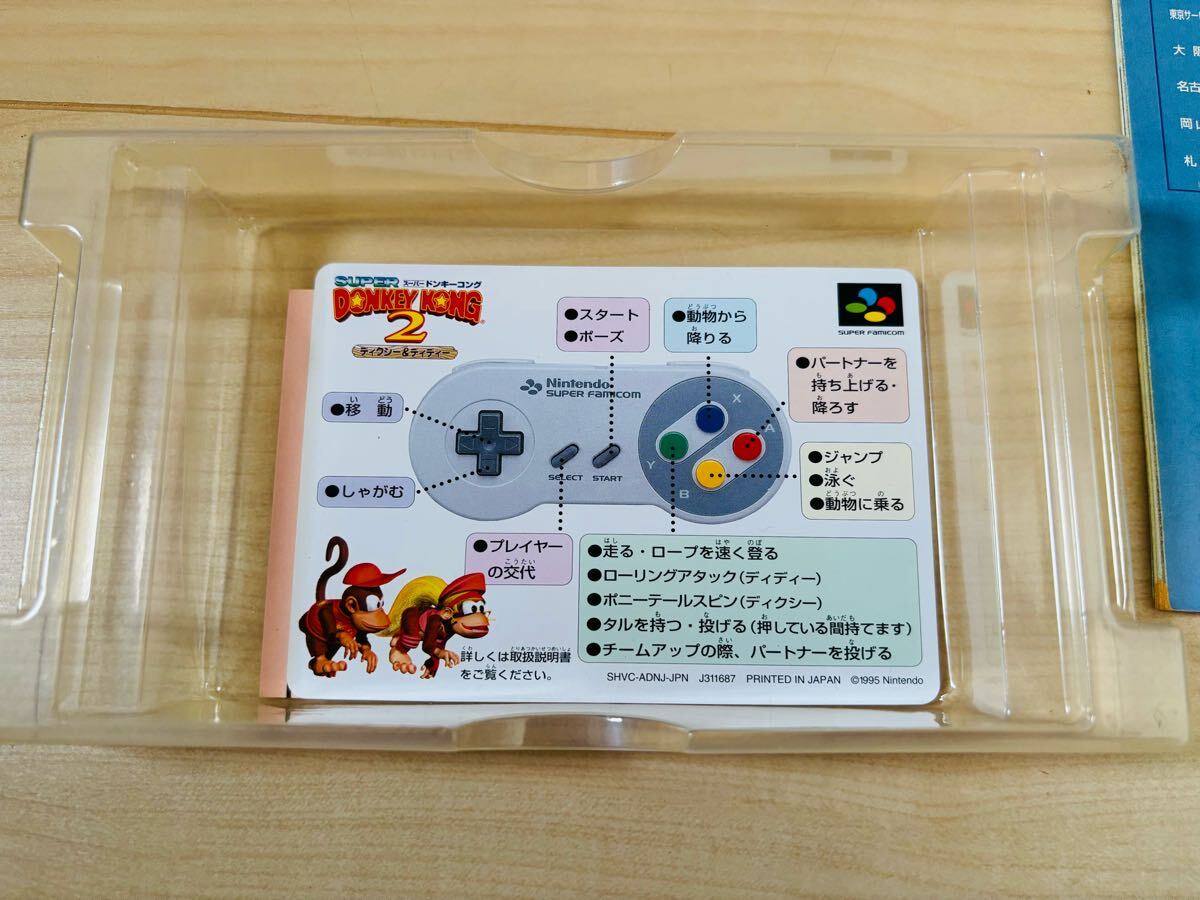 SUPER スーパー ドンキーコング
DONKEY KONG
2
ディクシー&ディディー
●スタート
●ポーズ
●動物から
降りる
SUPER FAMICOM
●パートナーを
持ち上げる・
降ろす
●移動
●しゃがむ
Nintendo
SUPER FAMICOM
SELECT START
X
A
Y
B
●ジャンプ
●泳ぐ
●動物に乗る
●プレイヤー
の交代
●走る・ロープを速く登る
●ローリングアタック(ディディー)
●ポニーテールスピン(ディクシー)
●タルを持つ・投げる(押している間持てます)
●チームアップの際、パートナーを投げる
詳しくは取扱説明書
をご覧ください。
SHVC-ADNJ-JPN J311687 PRINTED IN JAPAN ©1995 Nintendo
東京サー
大
名古
岡山
札